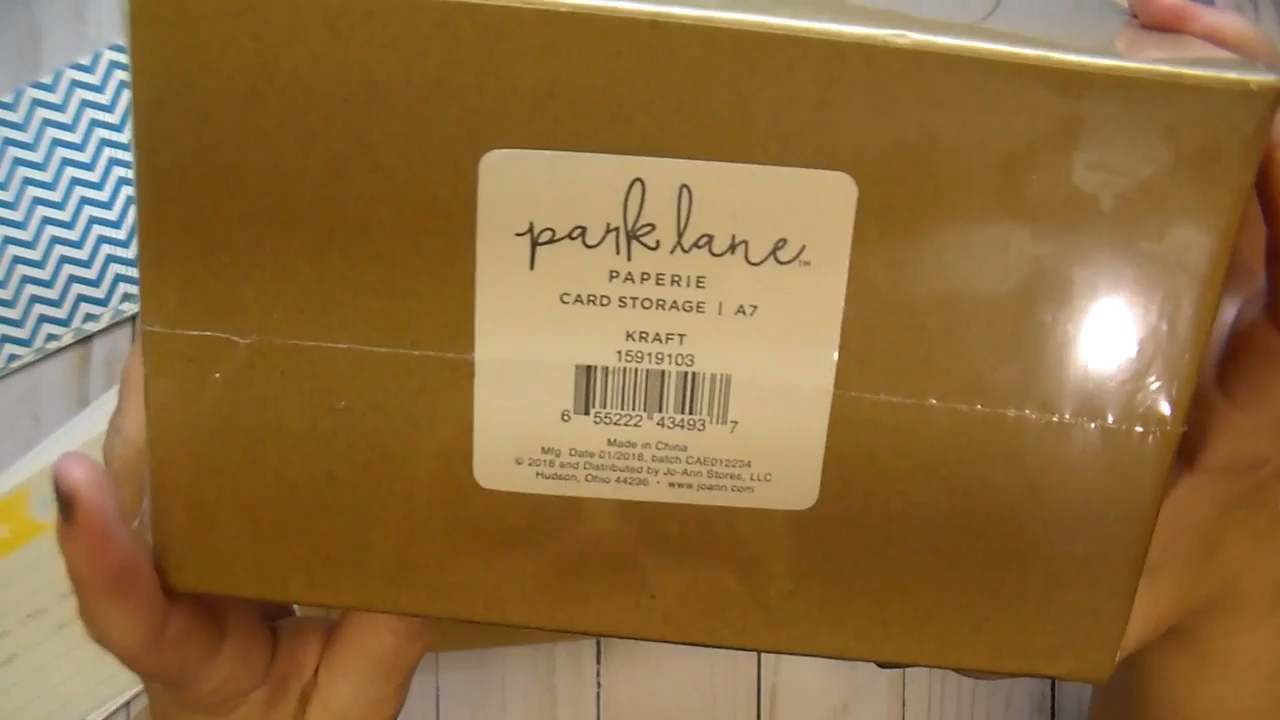 park lane™
PAPERIE
CARD STORAGE | A7
KRAFT
15919103
6 55222 43493 7
Made in China
Mfg. Date 01/2018, batch CAE012234
© 2018 and Distributed by Jo-Ann Stores, LLC
Hudson, Ohio 44236 • www.joann.com